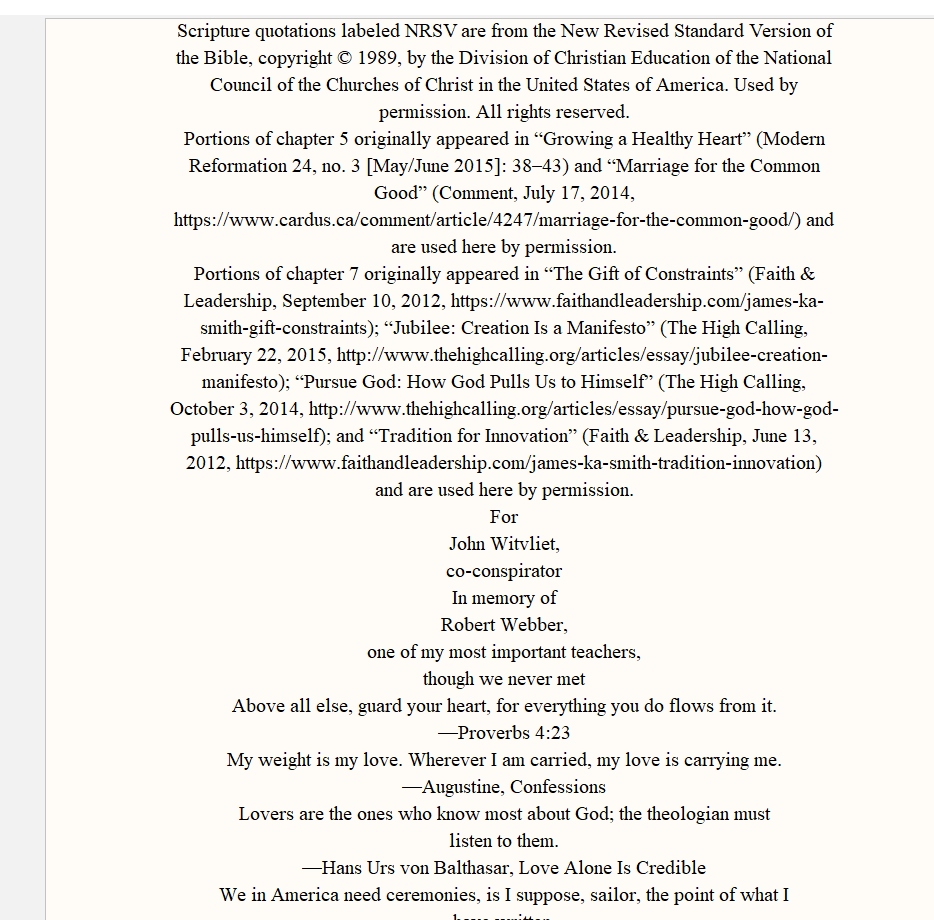 Scripture quotations labeled NRSV are from the New Revised Standard Version of
the Bible, copyright © 1989, by the Division of Christian Education of the National
Council of the Churches of Christ in the United States of America. Used by
permission. All rights reserved.
Portions of chapter 5 originally appeared in “Growing a Healthy Heart” (Modern
Reformation 24, no. 3 [May/June 2015]: 38–43) and “Marriage for the Common
Good” (Comment, July 17, 2014,
https://www.cardus.ca/comment/article/4247/marriage-for-the-common-good/) and
are used here by permission.
Portions of chapter 7 originally appeared in “The Gift of Constraints” (Faith &
Leadership, September 10, 2012, https://www.faithandleadership.com/james-ka-
smith-gift-constraints); “Jubilee: Creation Is a Manifesto” (The High Calling,
February 22, 2015, http://www.thehighcalling.org/articles/essay/jubilee-creation-
manifesto); “Pursue God: How God Pulls Us to Himself” (The High Calling,
October 3, 2014, http://www.thehighcalling.org/articles/essay/pursue-god-how-god-
pulls-us-himself); and “Tradition for Innovation” (Faith & Leadership, June 13,
2012, https://www.faithandleadership.com/james-ka-smith-tradition-innovation)
and are used here by permission.
For
John Witvliet,
co-conspirator
In memory of
Robert Webber,
one of my most important teachers,
though we never met
Above all else, guard your heart, for everything you do flows from it.
—Proverbs 4:23
My weight is my love. Wherever I am carried, my love is carrying me.
—Augustine, Confessions
Lovers are the ones who know most about God; the theologian must
listen to them.
—Hans Urs von Balthasar, Love Alone Is Credible
We in America need ceremonies, is I suppose, sailor, the point of what I
have written.